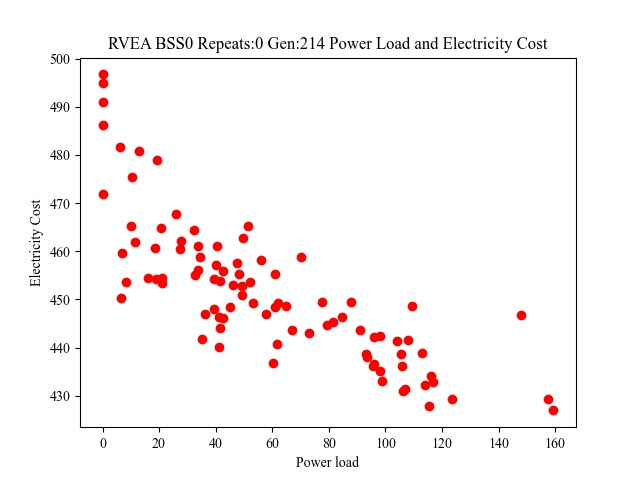 RVEA BSS0 Repeats:0 Gen:214 Power Load and Electricity Cost
500
490
480
470
460
450
440
430
Electricity Cost
0 20 40 60 80 100 120 140 160
Power load